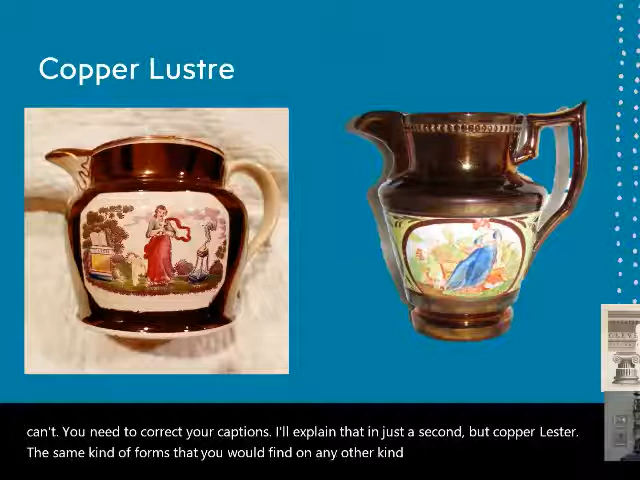 Copper Lustre
can't. You need to correct your captions. I'll explain that in just a second, but copper Lester.
The same kind of forms that you would find on any other kind